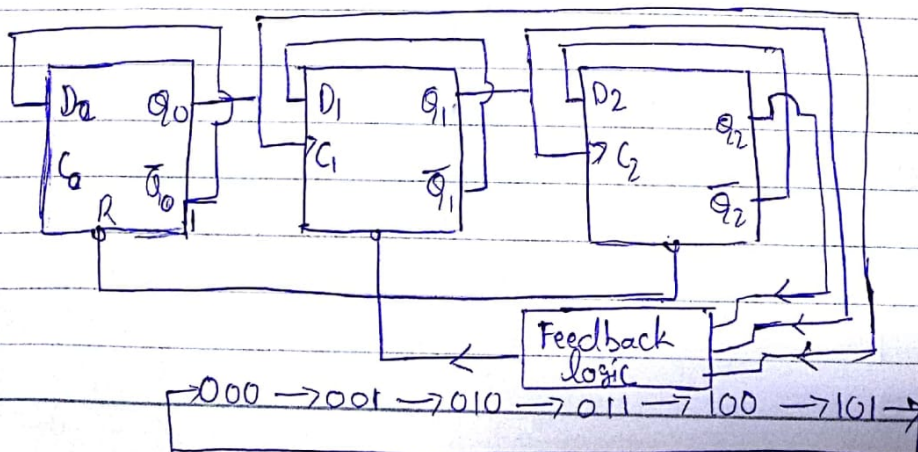 D0 Q0 D1 Q1 D2 Q2
C0 Q̅0 C1 Q̅1 C2 Q̅2
R
Feedback
logic
→000 →001 →010 →011 →100 →101→